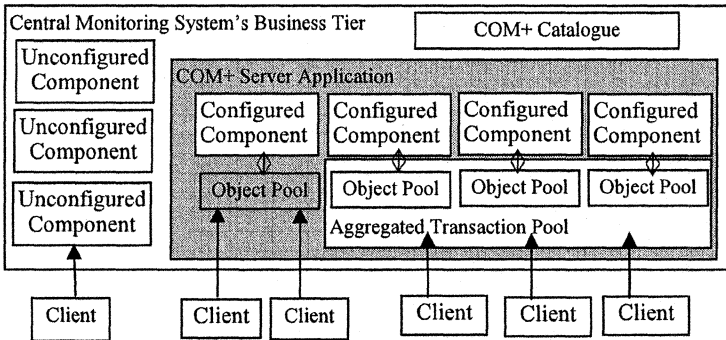 Central Monitoring System's Business Tier
COM+ Catalogue
Unconfigured
Component
Unconfigured
Component
Unconfigured
Component
COM+ Server Application
Configured
Component
Configured
Component
Configured
Component
Configured
Component
Object Pool
Object Pool
Object Pool
Object Pool
Aggregated Transaction Pool
Client
Client
Client
Client
Client
Client